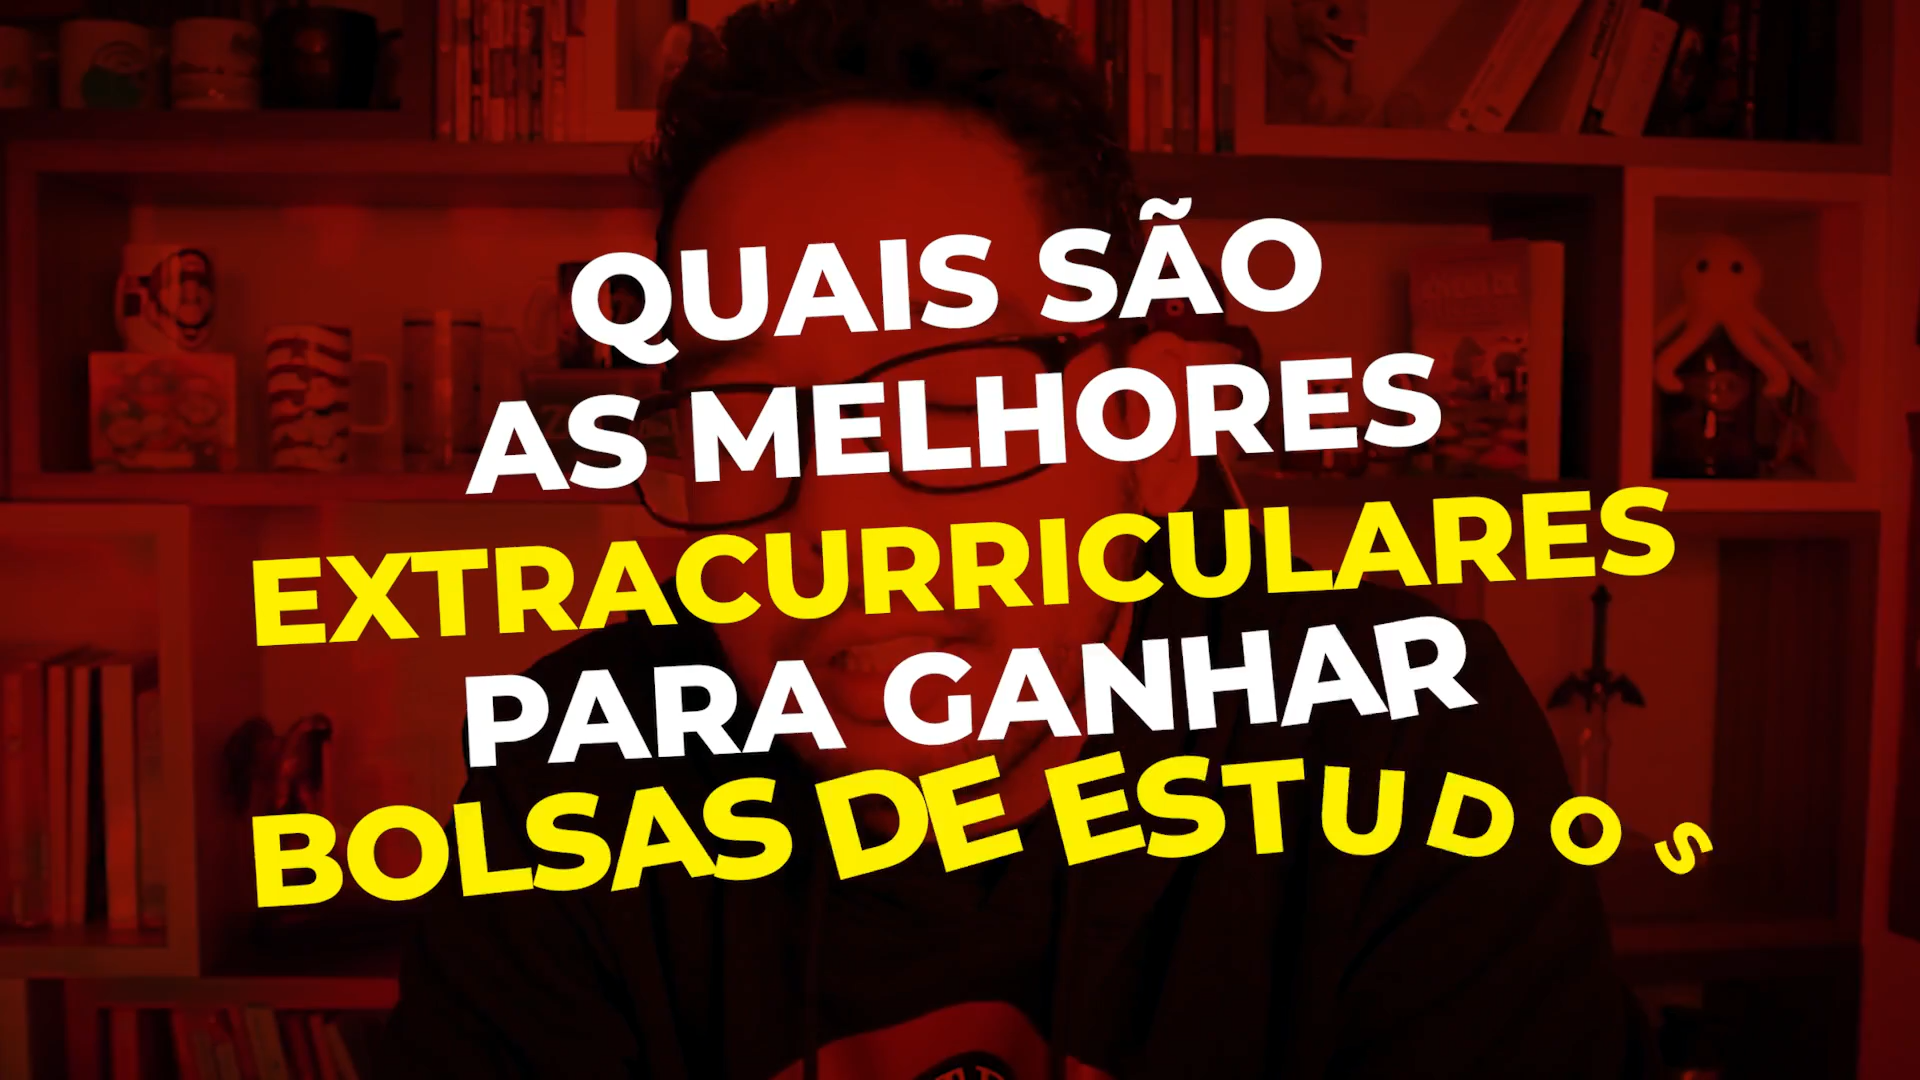 QUAIS SÃO
AS MELHORES
EXTRACURRICULARES
PARA GANHAR
BOLSAS DE ESTUDOS